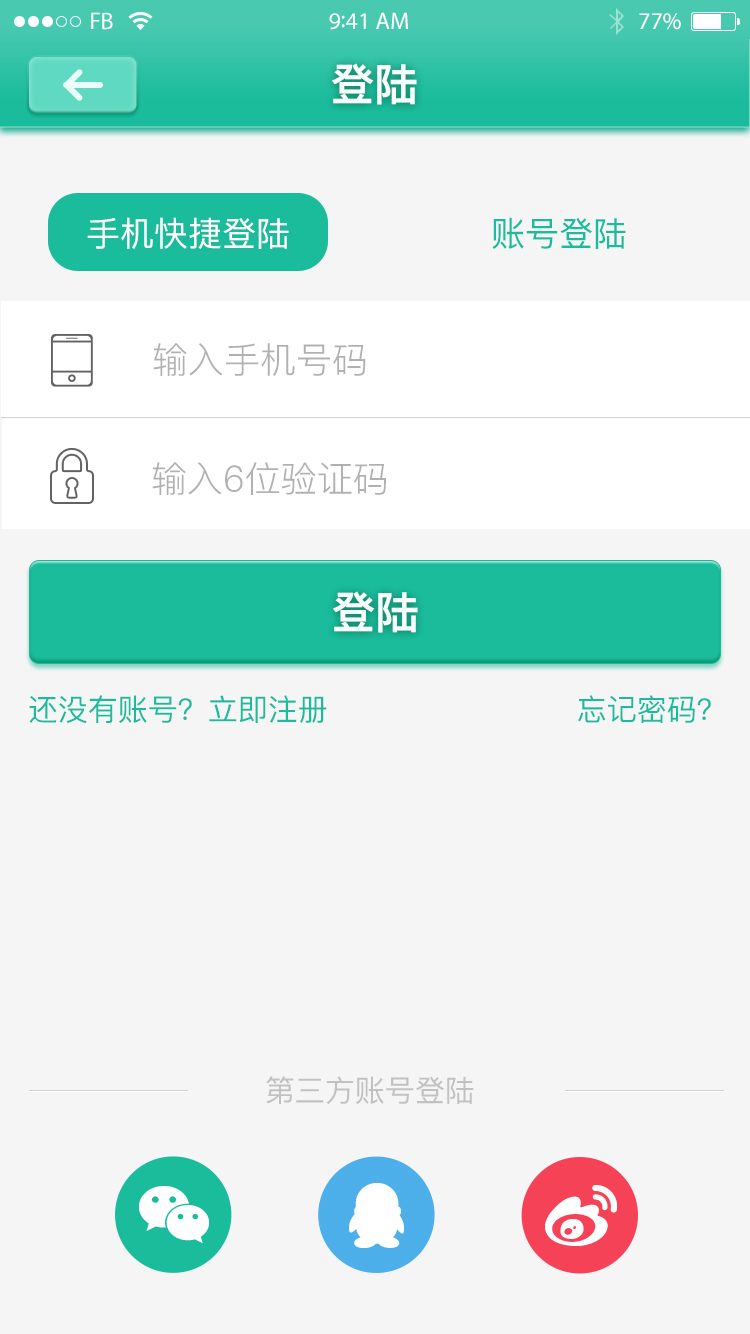 FB 9:41 AM 77%
登陆
手机快捷登陆 账号登陆
输入手机号码
输入6位验证码
登陆
还没有账号? 立即注册 忘记密码?
第三方账号登陆